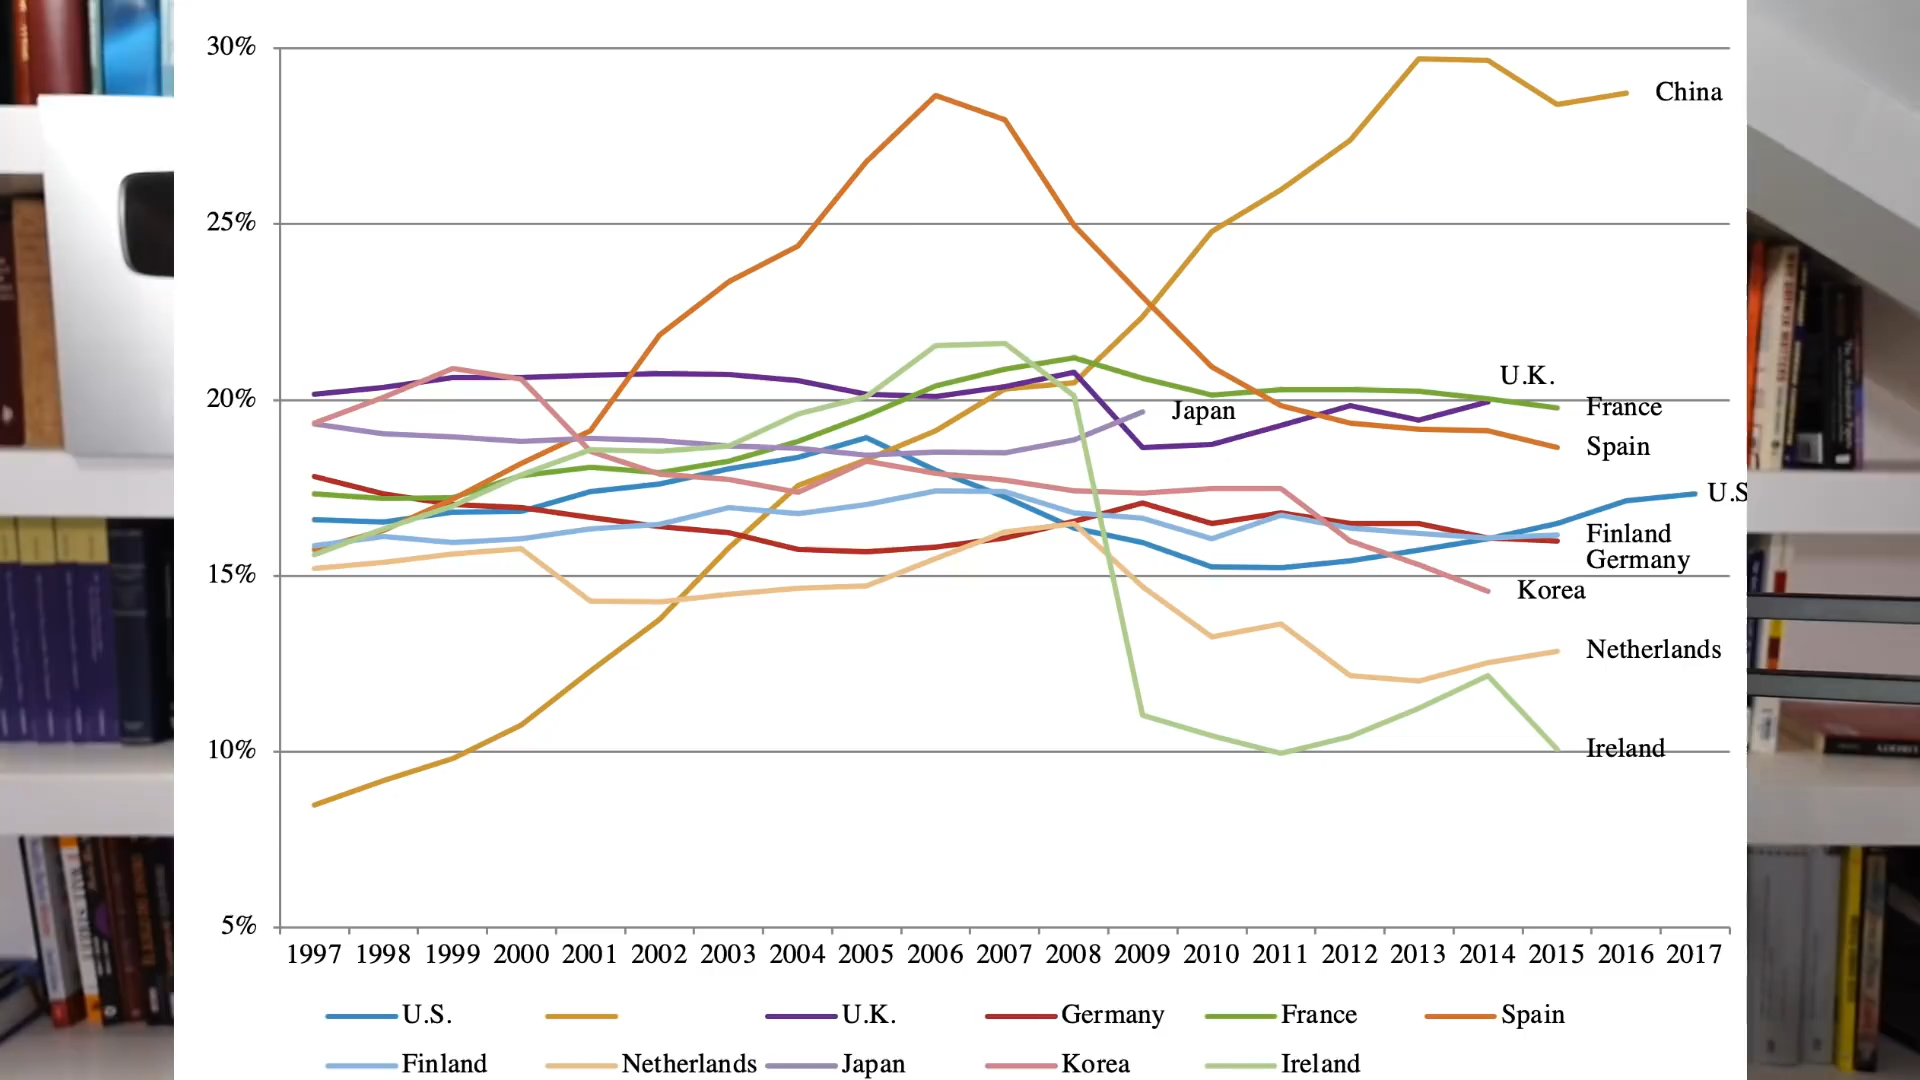 30%
25%
20%
15%
10%
5%
China
U.K.
Japan
France
Spain
U.S
Finland
Germany
Korea
Netherlands
Ireland
1997 1998 1999 2000 2001 2002 2003 2004 2005 2006 2007 2008 2009 2010 2011 2012 2013 2014 2015 2016 2017
U.S. U.K. Germany France Spain
Finland Netherlands Japan Korea Ireland